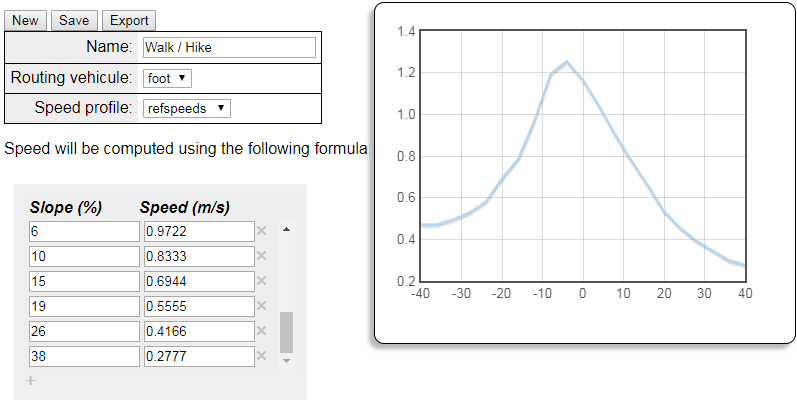 New Save Export
Name: Walk / Hike
Routing vehicule: foot
Speed profile: refspeeds
Speed will be computed using the following formula
Slope (%) Speed (m/s)
6 0.9722
10 0.8333
15 0.6944
19 0.5555
26 0.4166
38 0.2777
+
1.4
1.2
1.0
0.8
0.6
0.4
0.2
-40 -30 -20 -10 0 10 20 30 40